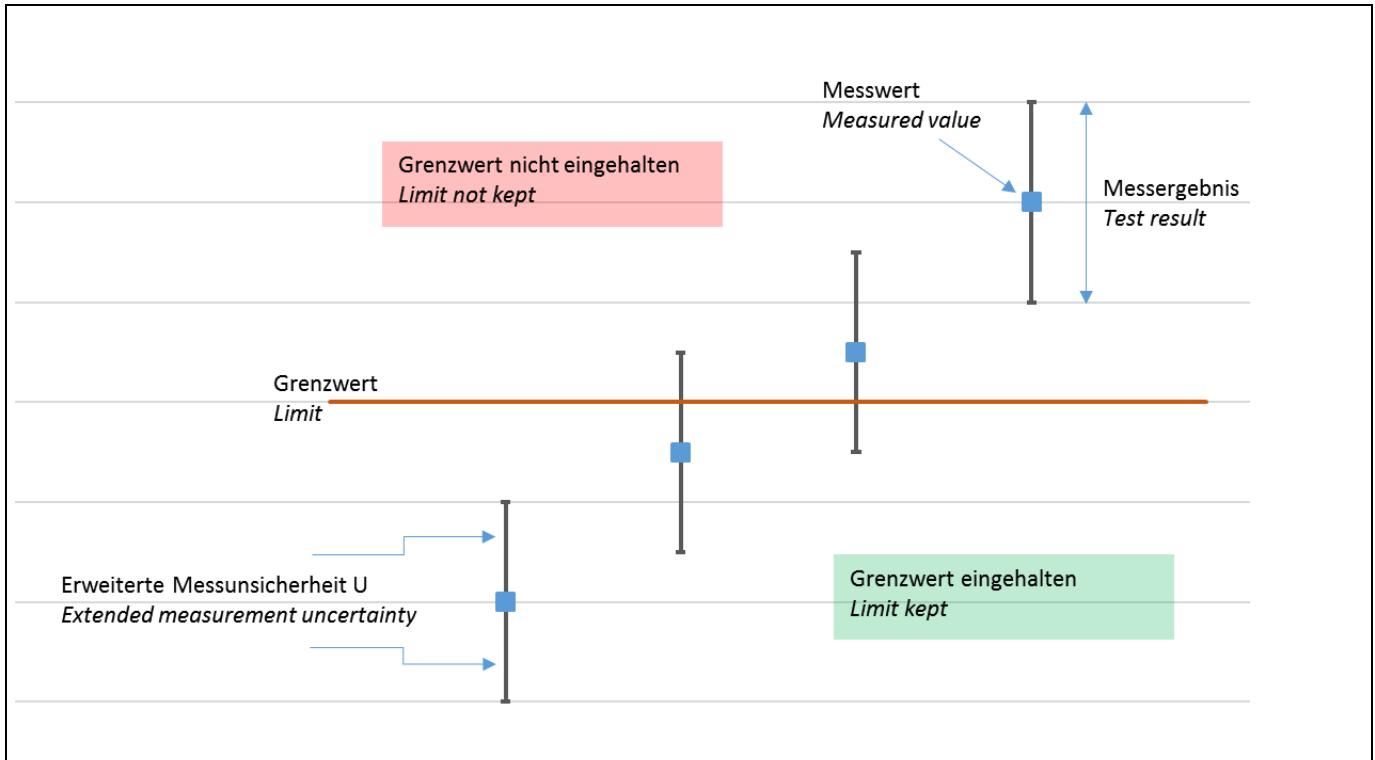 Messwert
Measured value
Grenzwert nicht eingehalten
Limit not kept
Messergebnis
Test result
Grenzwert
Limit
Erweiterte Messunsicherheit U
Extended measurement uncertainty
Grenzwert eingehalten
Limit kept